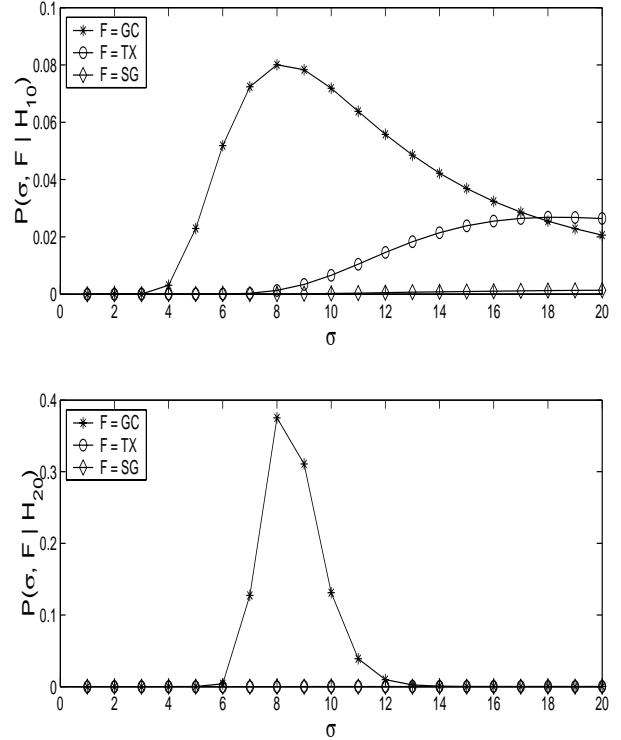 0.1
F = GC
F = TX
F = SG
0.08
0.06
0.04
0.02
0
P(σ, F | H10)
0 2 4 6 8 10 12 14 16 18 20
σ
0.4
F = GC
F = TX
F = SG
0.3
0.2
0.1
0
P(σ, F | H20)
0 2 4 6 8 10 12 14 16 18 20
σ